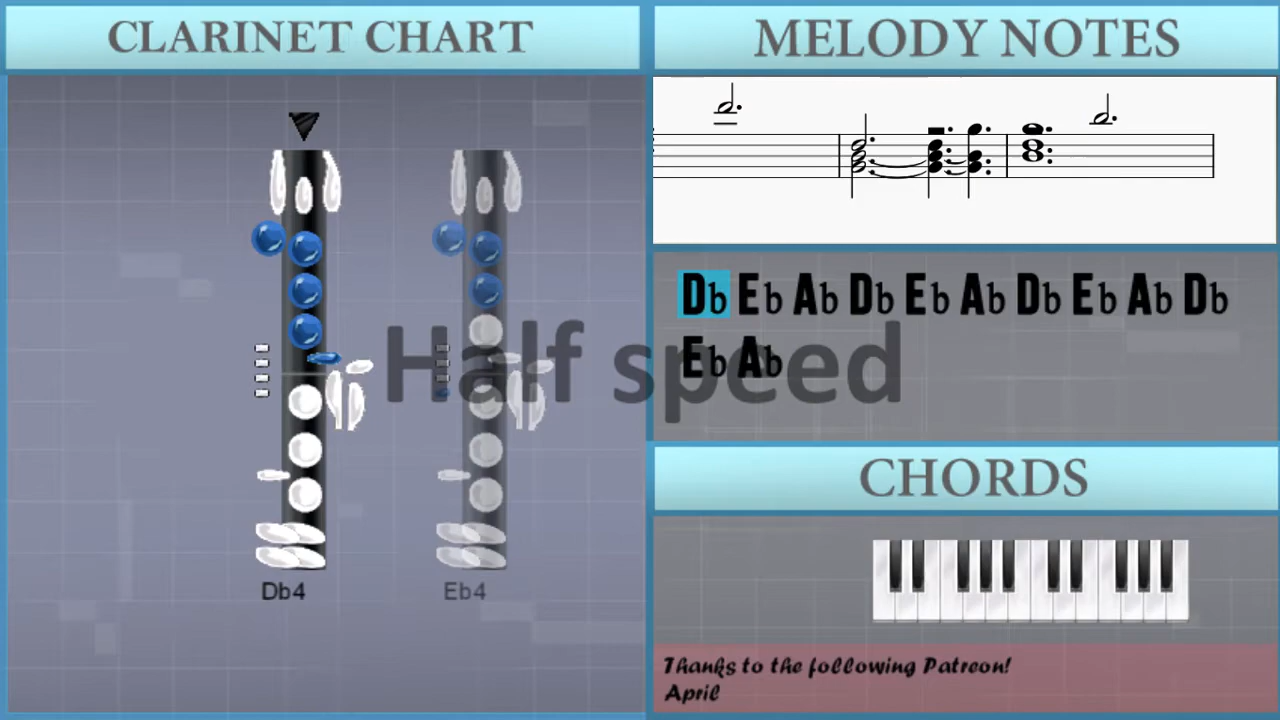 CLARINET CHART
MELODY NOTES
Db Eb Ab Db Eb Ab Db Eb Ab Db
Eb Ab
Half speed
CHORDS
Db4 Eb4
Thanks to the following Patreon!
April